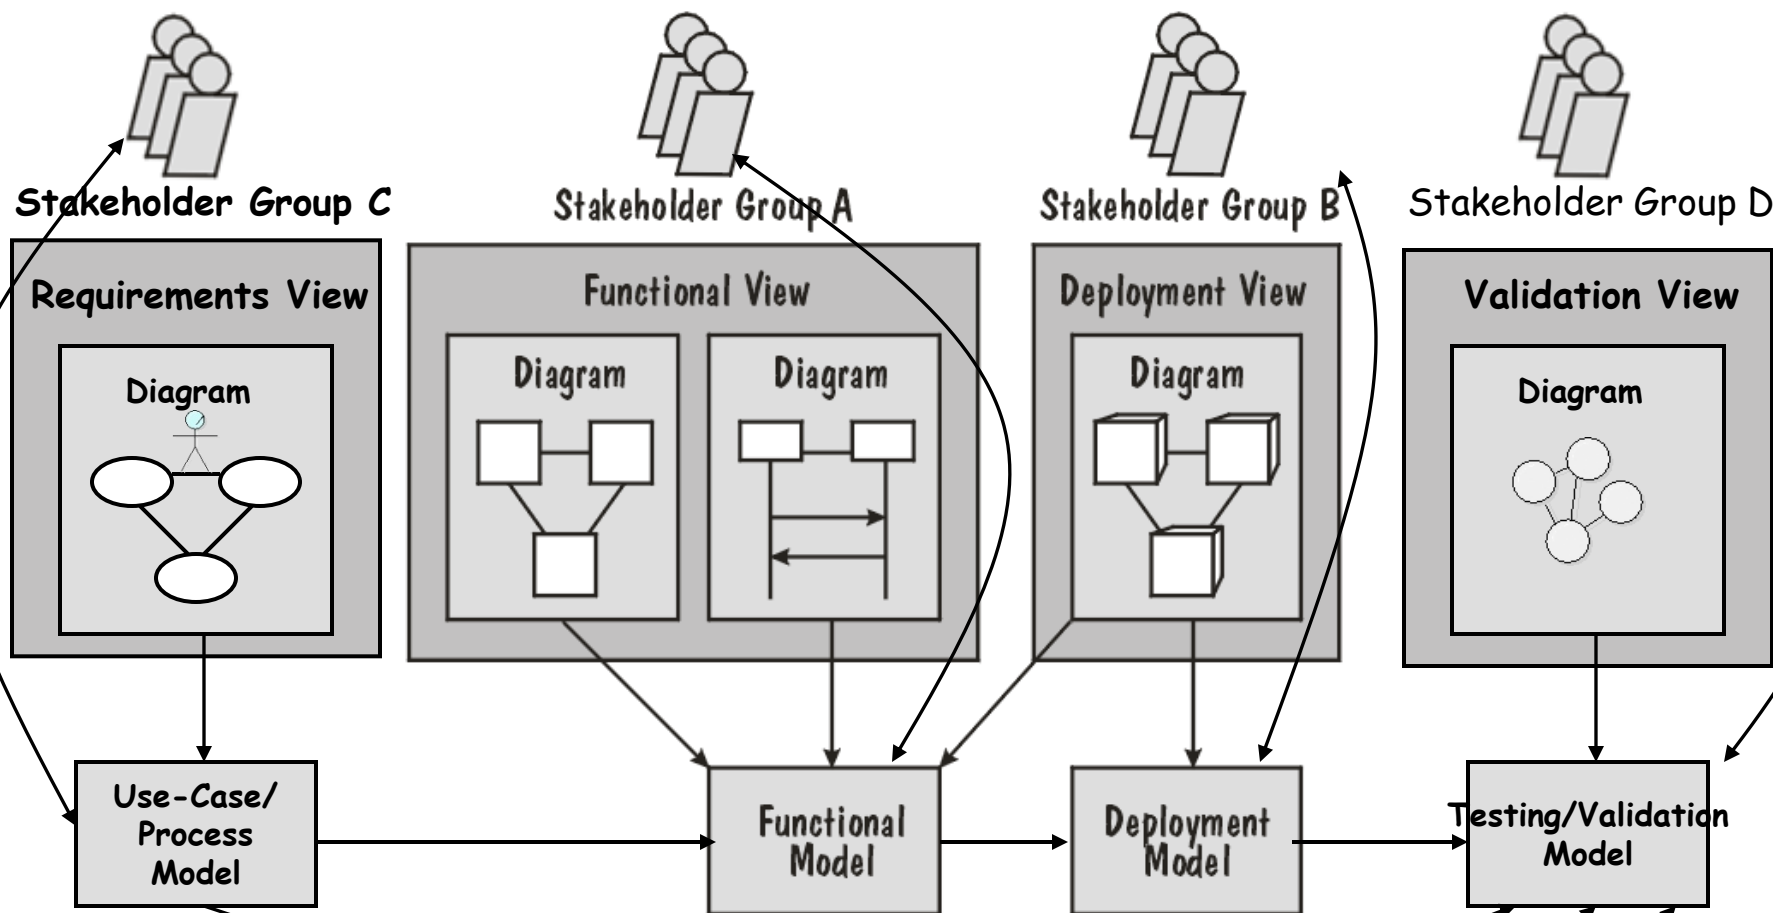 Stakeholder Group C
Stakeholder Group A
Stakeholder Group B
Stakeholder Group D
Requirements View
Functional View
Deployment View
Validation View
Diagram
Diagram
Diagram
Diagram
Diagram
Use-Case/
Process
Model
Functional
Model
Deployment
Model
Testing/Validation
Model